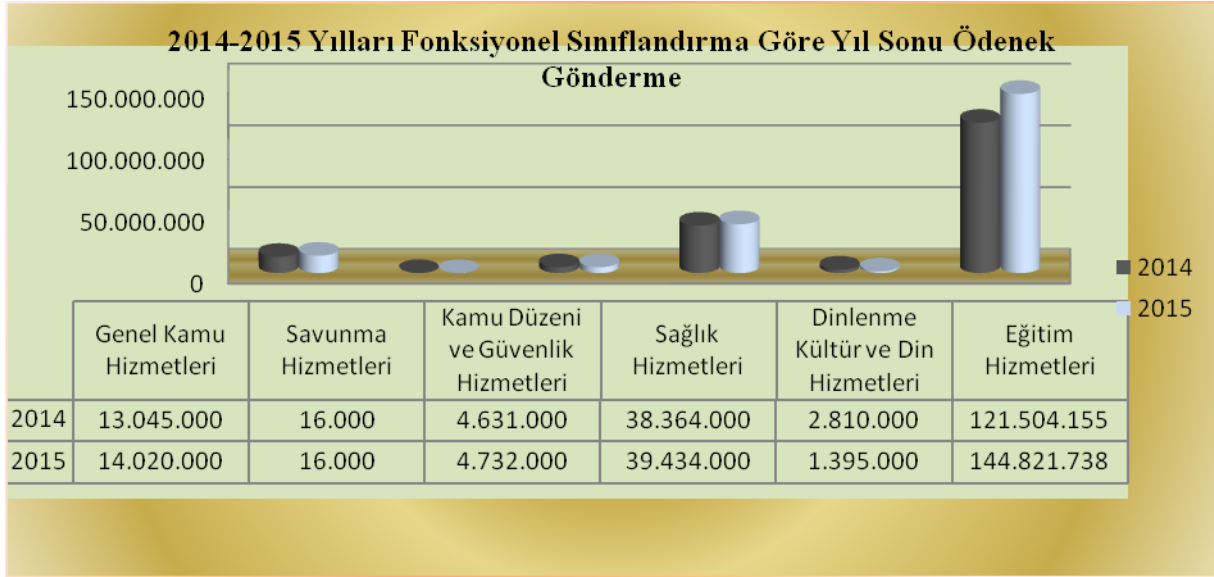 2014-2015 Yılları Fonksiyonel Sınıflandırma Göre Yıl Sonu Ödenek
Gönderme
150.000.000
100.000.000
50.000.000
0
2014
2015
Genel Kamu
Hizmetleri
Savunma
Hizmetleri
Kamu Düzeni
ve Güvenlik
Hizmetleri
Sağlık
Hizmetleri
Dinlenme
Kültür ve Din
Hizmetleri
Eğitim
Hizmetleri
2014 13.045.000 16.000 4.631.000 38.364.000 2.810.000 121.504.155
2015 14.020.000 16.000 4.732.000 39.434.000 1.395.000 144.821.738